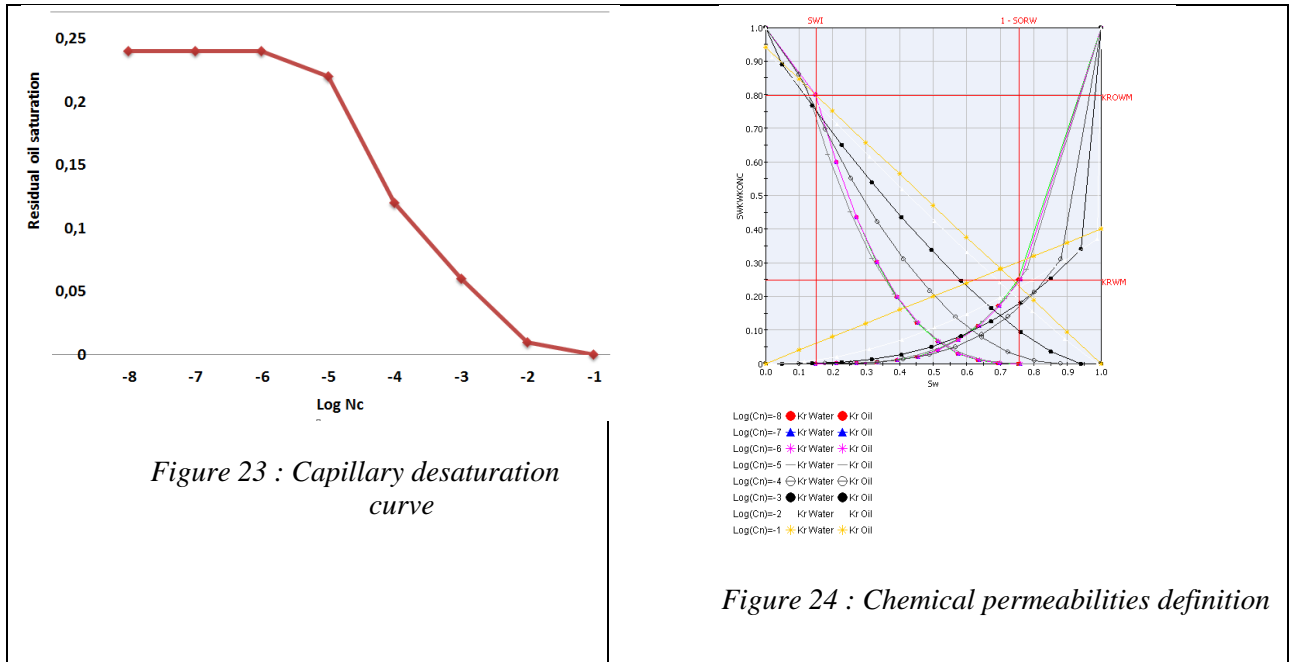 0,25
0,2
0,15
0,1
0,05
0
Residual oil saturation
-8 -7 -6 -5 -4 -3 -2 -1
Log Nc
Figure 23 : Capillary desaturation
curve
SWI
1 - SORW
1.0
0.90
0.80
0.70
0.60
0.5
0.40
0.30
0.20
0.10
0.0
SWKWKONC
KROWM
KRWM
0.0 0.1 0.2 0.3 0.4 0.5 0.6 0.7 0.8 0.9 1.0
Sw
Log(Cn)=-8 Kr Water Kr Oil
Log(Cn)=-7 Kr Water Kr Oil
Log(Cn)=-6 Kr Water Kr Oil
Log(Cn)=-5 Kr Water Kr Oil
Log(Cn)=-4 Kr Water Kr Oil
Log(Cn)=-3 Kr Water Kr Oil
Log(Cn)=-2 Kr Water Kr Oil
Log(Cn)=-1 Kr Water Kr Oil
Figure 24 : Chemical permeabilities definition